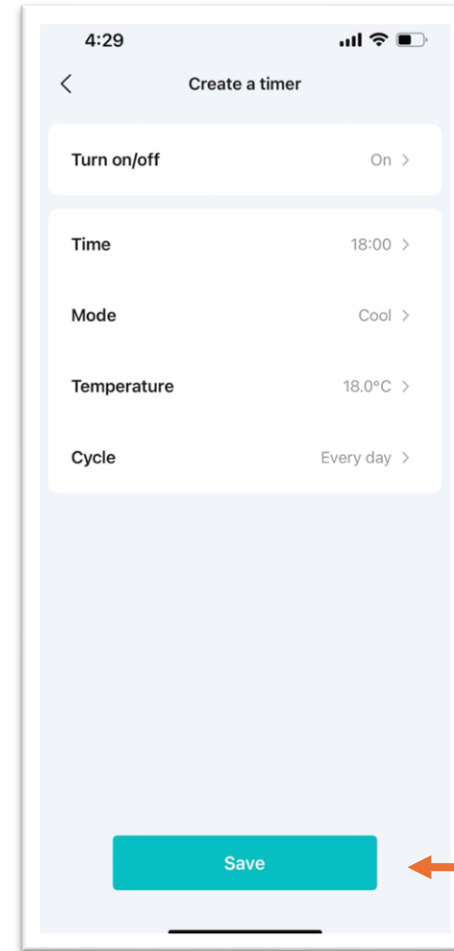 4:29
Create a timer
Turn on/off On
Time 18:00
Mode Cool
Temperature 18.0°C
Cycle Every day
Save